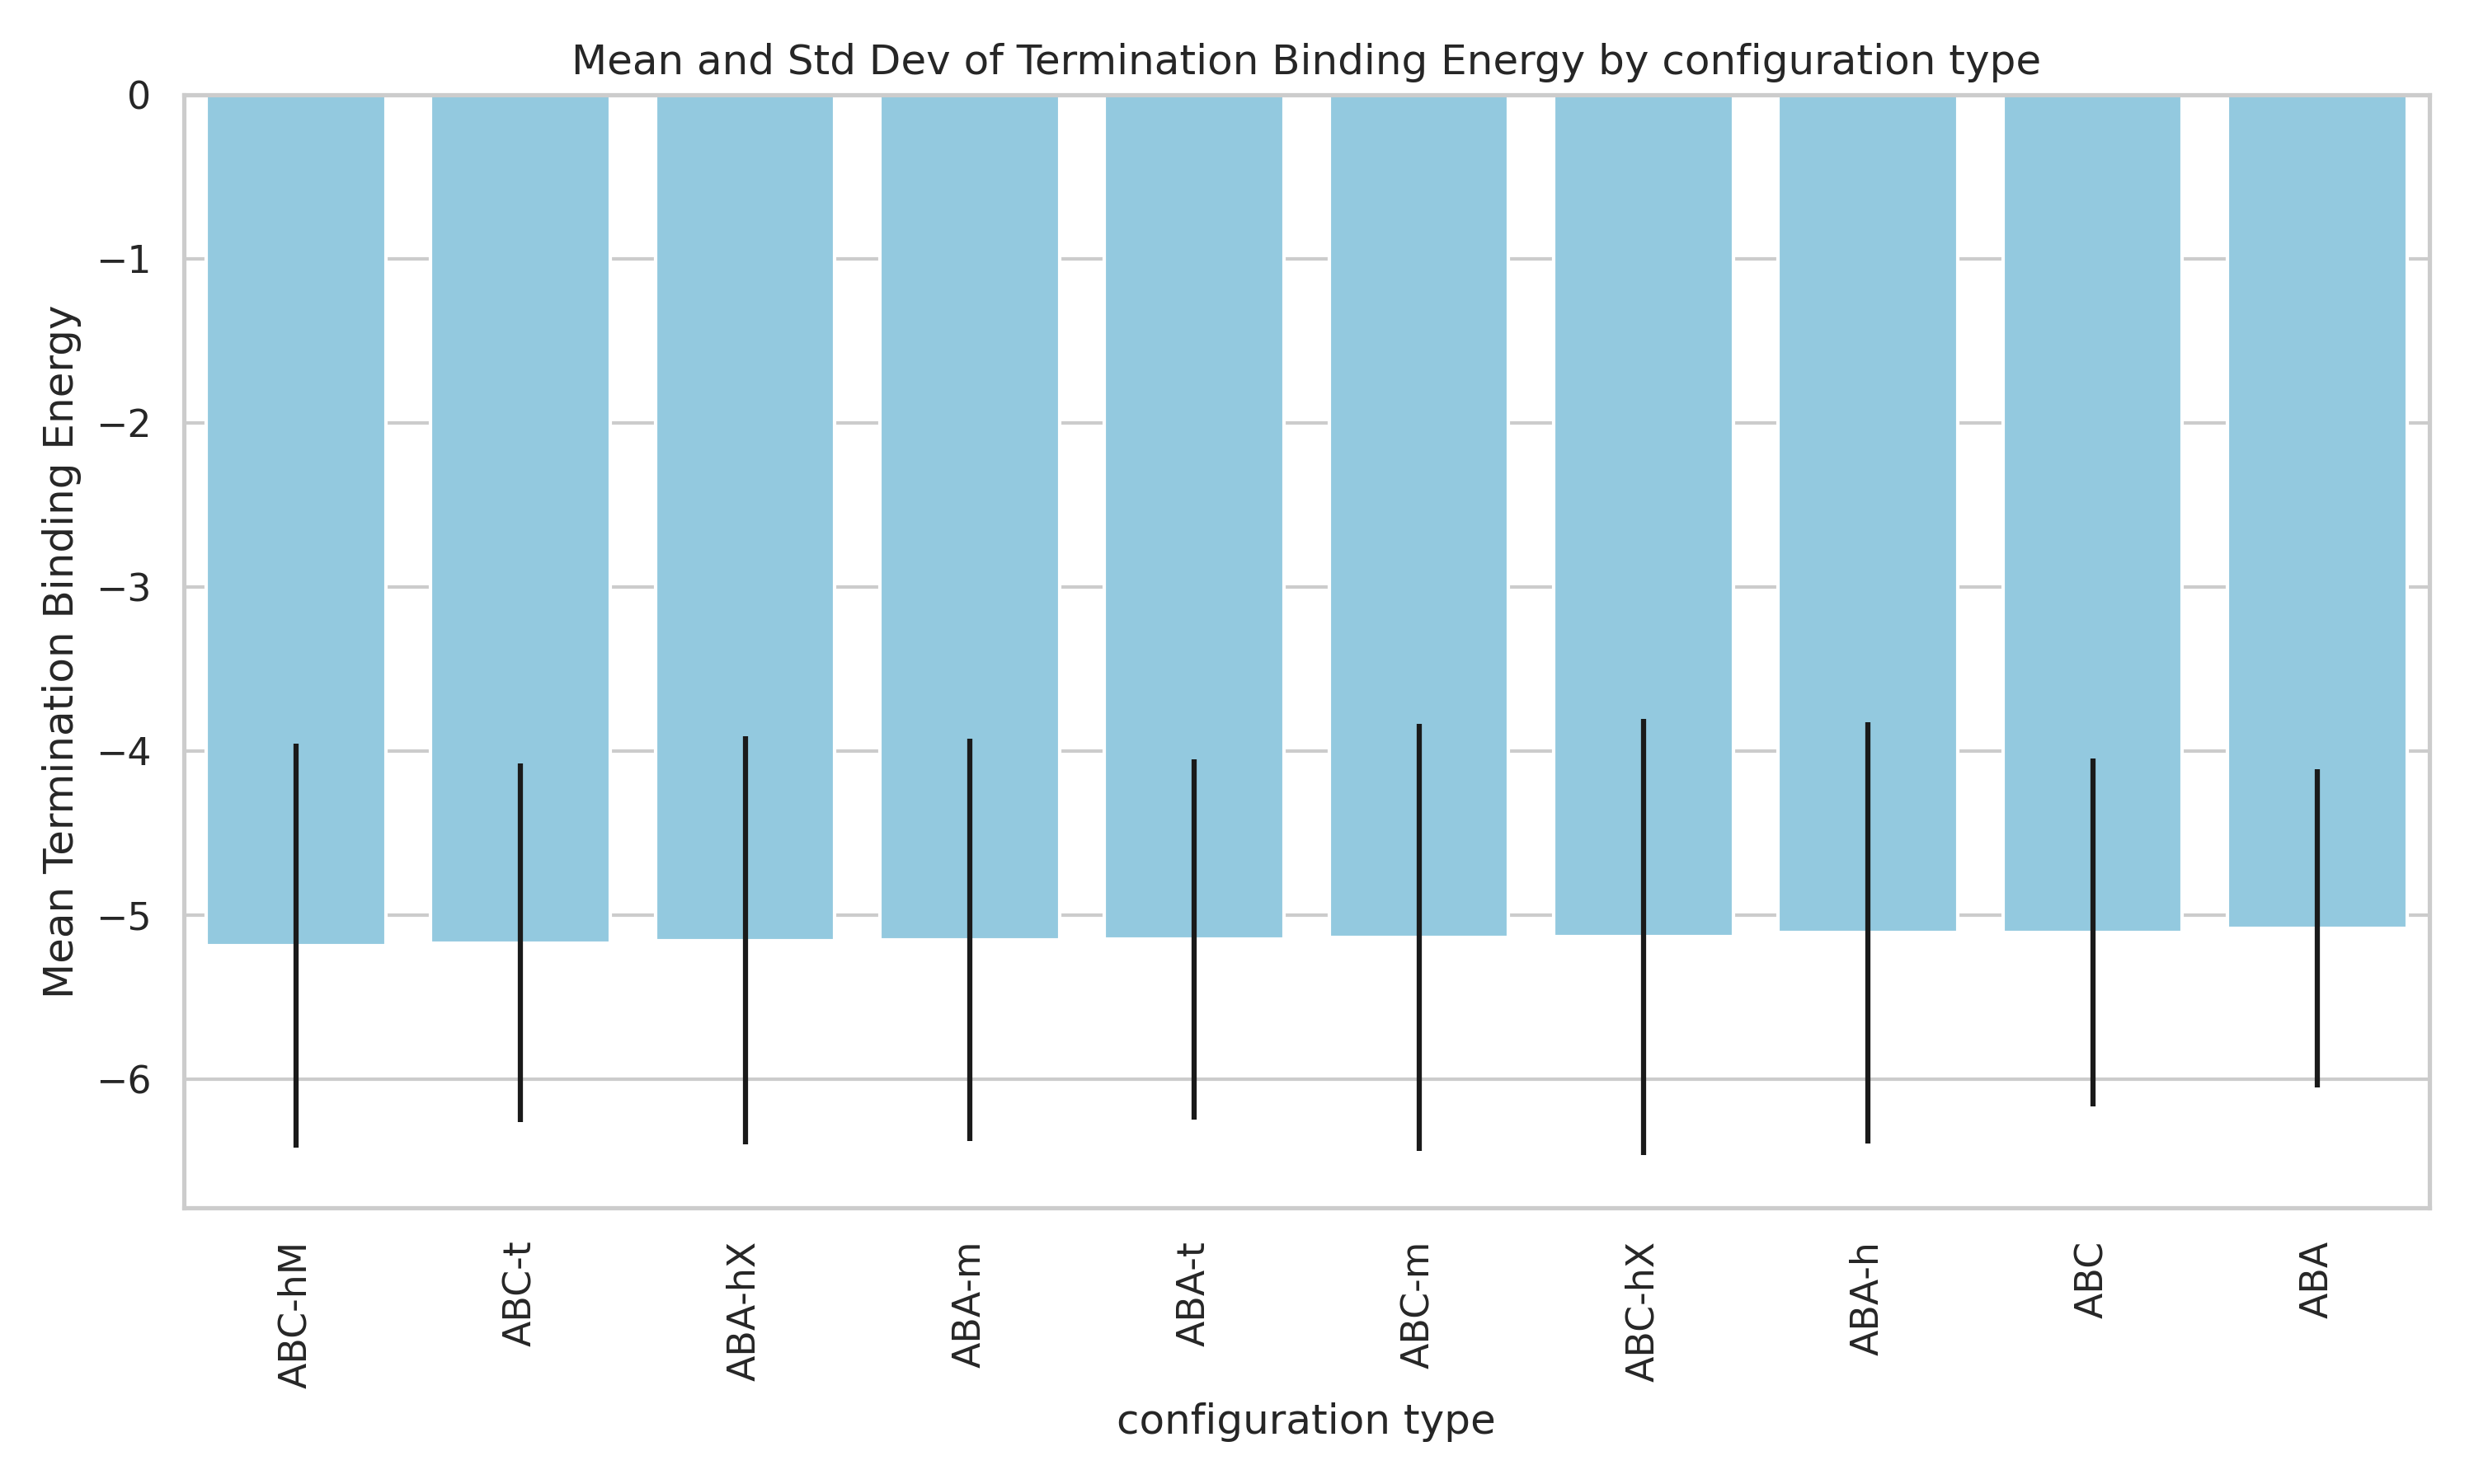 Mean and Std Dev of Termination Binding Energy by configuration type
Mean Termination Binding Energy
0
−1
−2
−3
−4
−5
−6
ABC-hM
ABC-t
ABA-hX
ABA-m
ABA-t
ABC-m
ABC-hX
ABA-h
ABC
ABA
configuration type